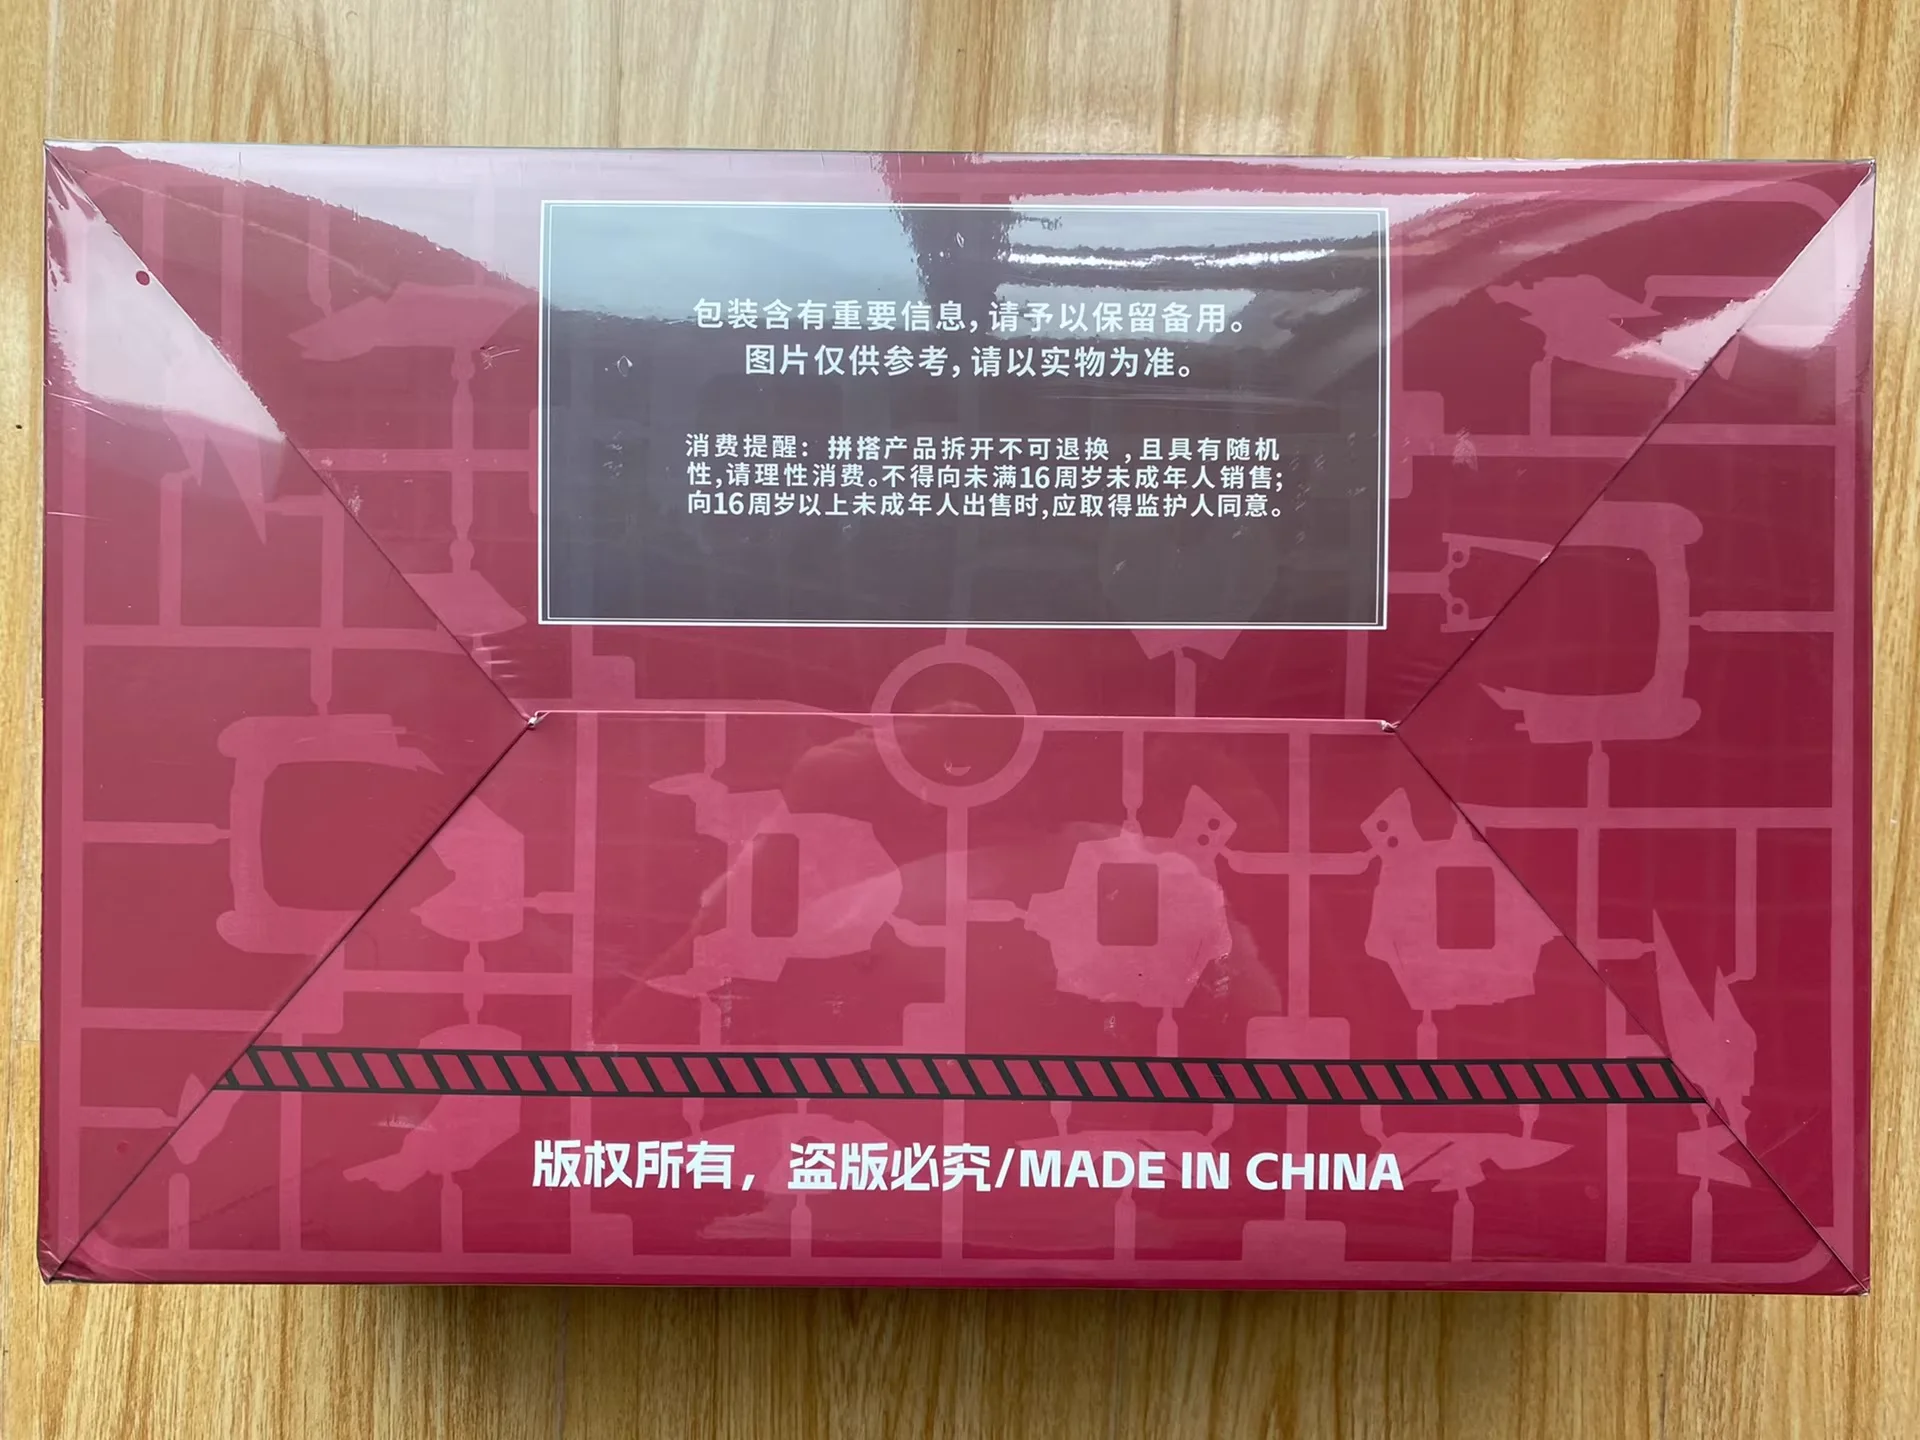 包装含有重要信息,请予以保留备用。
图片仅供参考,请以实物为准。
消费提醒：拼搭产品拆开不可退换,且具有随机
性,请理性消费。不得向未满16周岁未成年人销售;
向16周岁以上未成年人出售时,应取得监护人同意。
版权所有，盗版必究/MADE IN CHINA